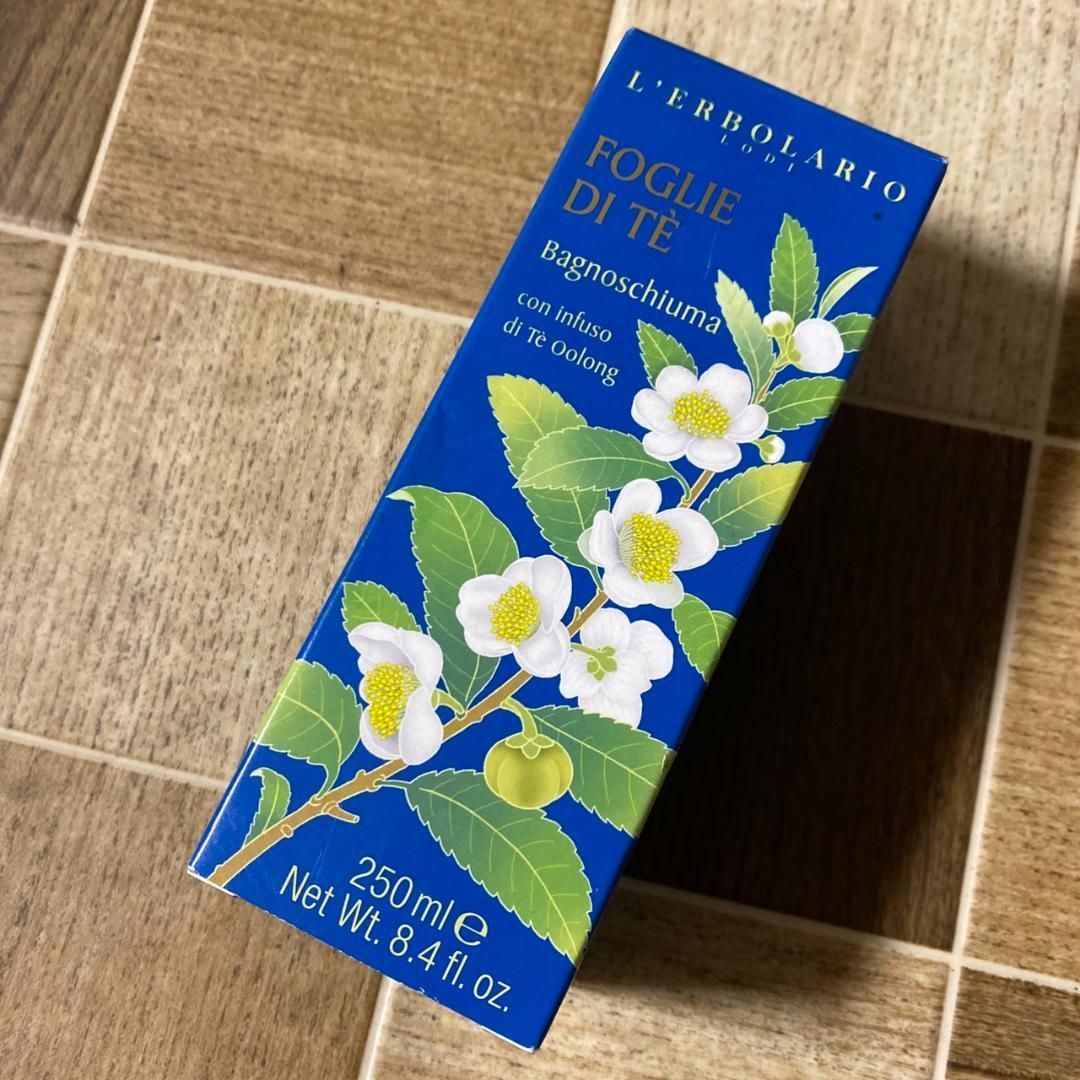 L'ERBOLARIO
LODI
FOGLIE
DI TÈ
Bagnoschiuma
con infuso
di Tè Oolong
250 ml ℮
Net Wt. 8.4 fl. oz.